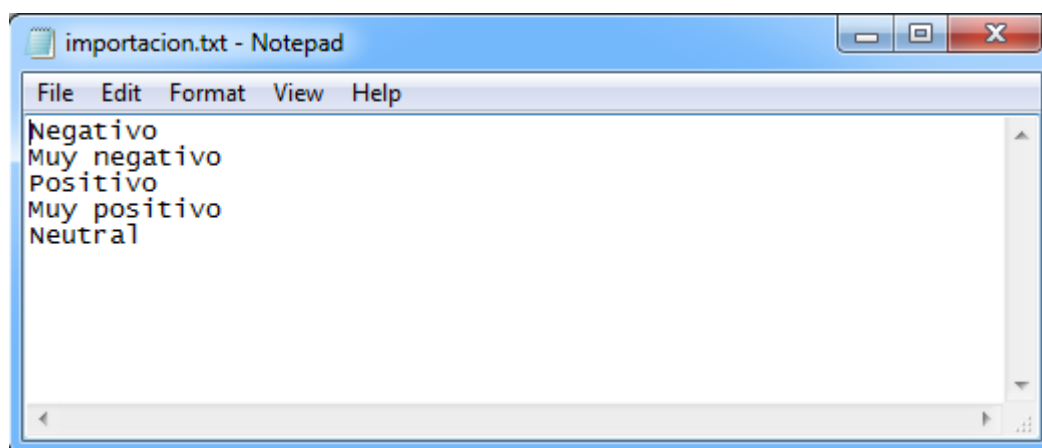 importacion.txt - Notepad
File Edit Format View Help
Negativo
Muy negativo
Positivo
Muy positivo
Neutral